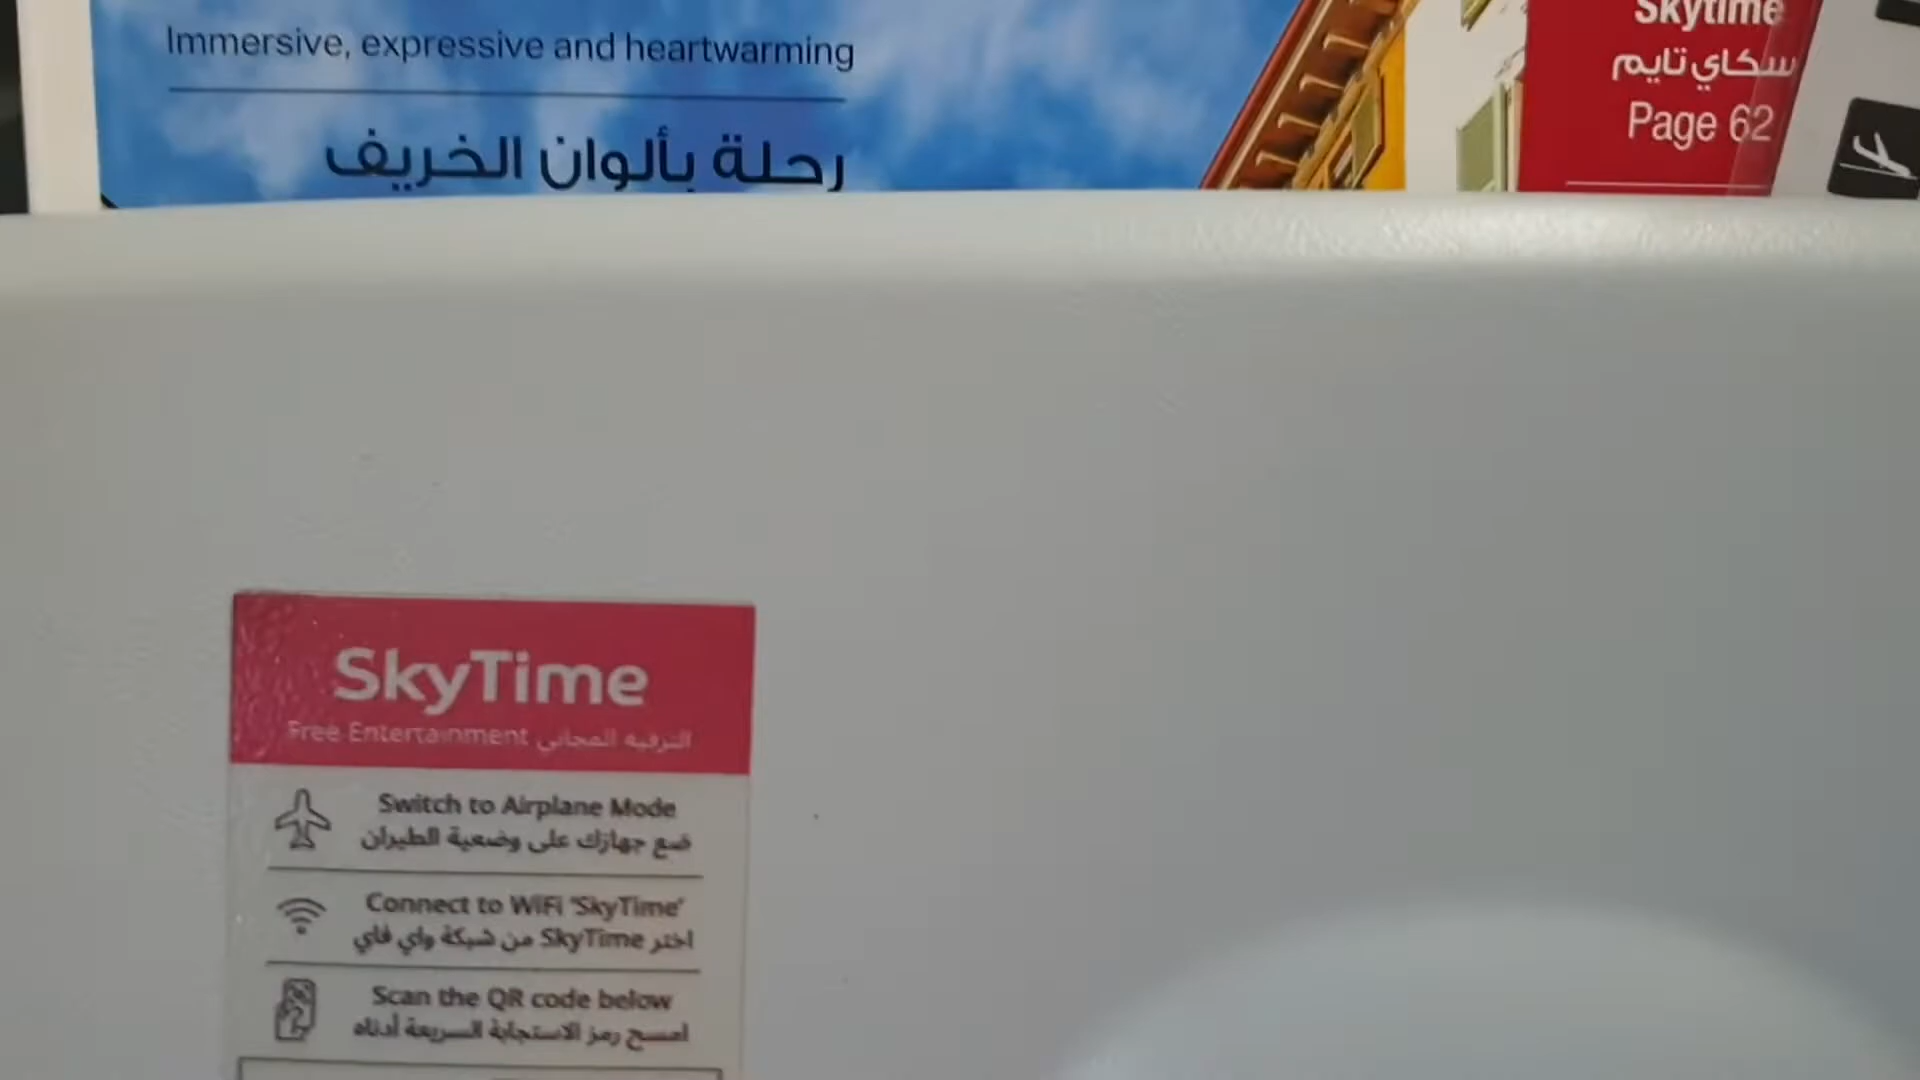 Immersive, expressive and heartwarming
رحلة بألوان الخريف
Skytime
سكاي تايم
Page 62
SkyTime
Free Entertainment الترفيه المجاني
Switch to Airplane Mode
ضع جهازك على وضعية الطيران
Connect to WiFi 'SkyTime'
اختر SkyTime من شبكة واي فاي
Scan the QR code below
امسح رمز الاستجابة السريعة أدناه